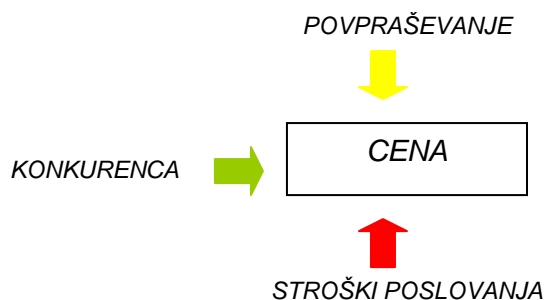 POVPRAŠEVANJE
CENA
KONKURENCA
STROŠKI POSLOVANJA